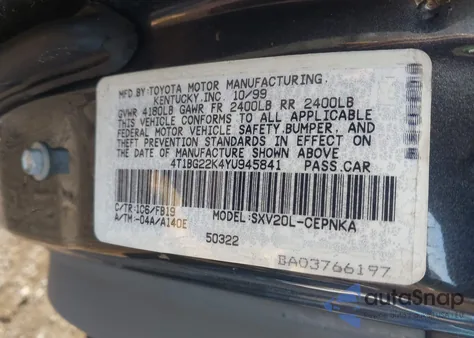 MFD.BY:TOYOTA MOTOR MANUFACTURING,
KENTUCKY,INC. 10/99
GVWR 4180LB GAWR FR 2400LB RR 2400LB
THIS VEHICLE CONFORMS TO ALL APPLICABLE
FEDERAL MOTOR VEHICLE SAFETY,BUMPER, AND
THEFT PREVENTION STANDARDS IN EFFECT ON
THE DATE OF MANUFACTURE SHOWN ABOVE.
4T1BG22K4YU945841 PASS.CAR
C/TR:1C6/FB19 MODEL:SXV20L-CEPNKA
A/TM:-04A/A140E
50322
BA03766197
autoSnap